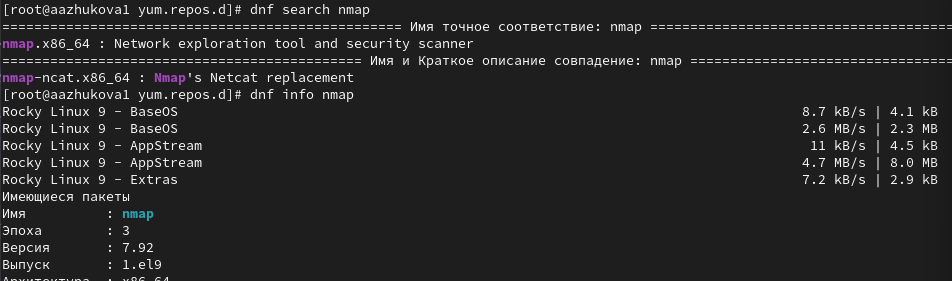 [root@aazhukova1 yum.repos.d]# dnf search nmap
================================================== Имя точное соответствие: nmap ======================================
nmap.x86_64 : Network exploration tool and security scanner
============================================= Имя и Краткое описание совпадение: nmap =================================
nmap-ncat.x86_64 : Nmap's Netcat replacement
[root@aazhukova1 yum.repos.d]# dnf info nmap
Rocky Linux 9 - BaseOS 8.7 kB/s | 4.1 kB
Rocky Linux 9 - BaseOS 2.6 MB/s | 2.3 MB
Rocky Linux 9 - AppStream 11 kB/s | 4.5 kB
Rocky Linux 9 - AppStream 4.7 MB/s | 8.0 MB
Rocky Linux 9 - Extras 7.2 kB/s | 2.9 kB
Имеющиеся пакеты
Имя : nmap
Эпоха : 3
Версия : 7.92
Выпуск : 1.el9
Архитектура : x86_64